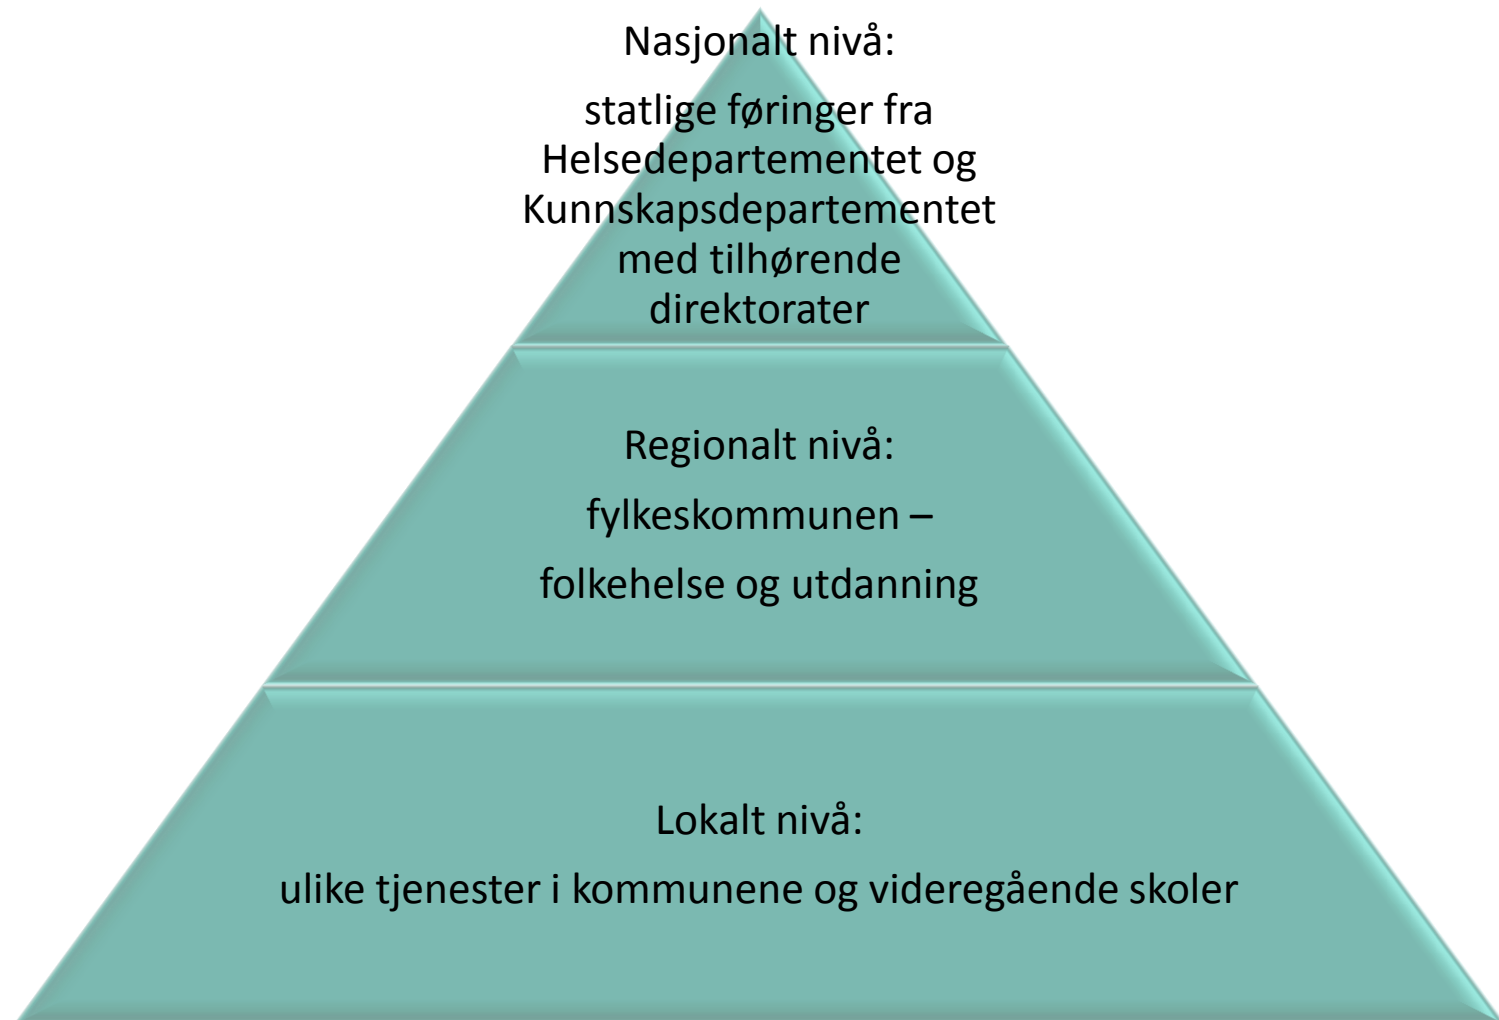 Nasjonalt nivå:
statlige føringer fra
Helsedepartementet og
Kunnskapsdepartementet
med tilhørende
direktorater
Regionalt nivå:
fylkeskommunen –
folkehelse og utdanning
Lokalt nivå:
ulike tjenester i kommunene og videregående skoler